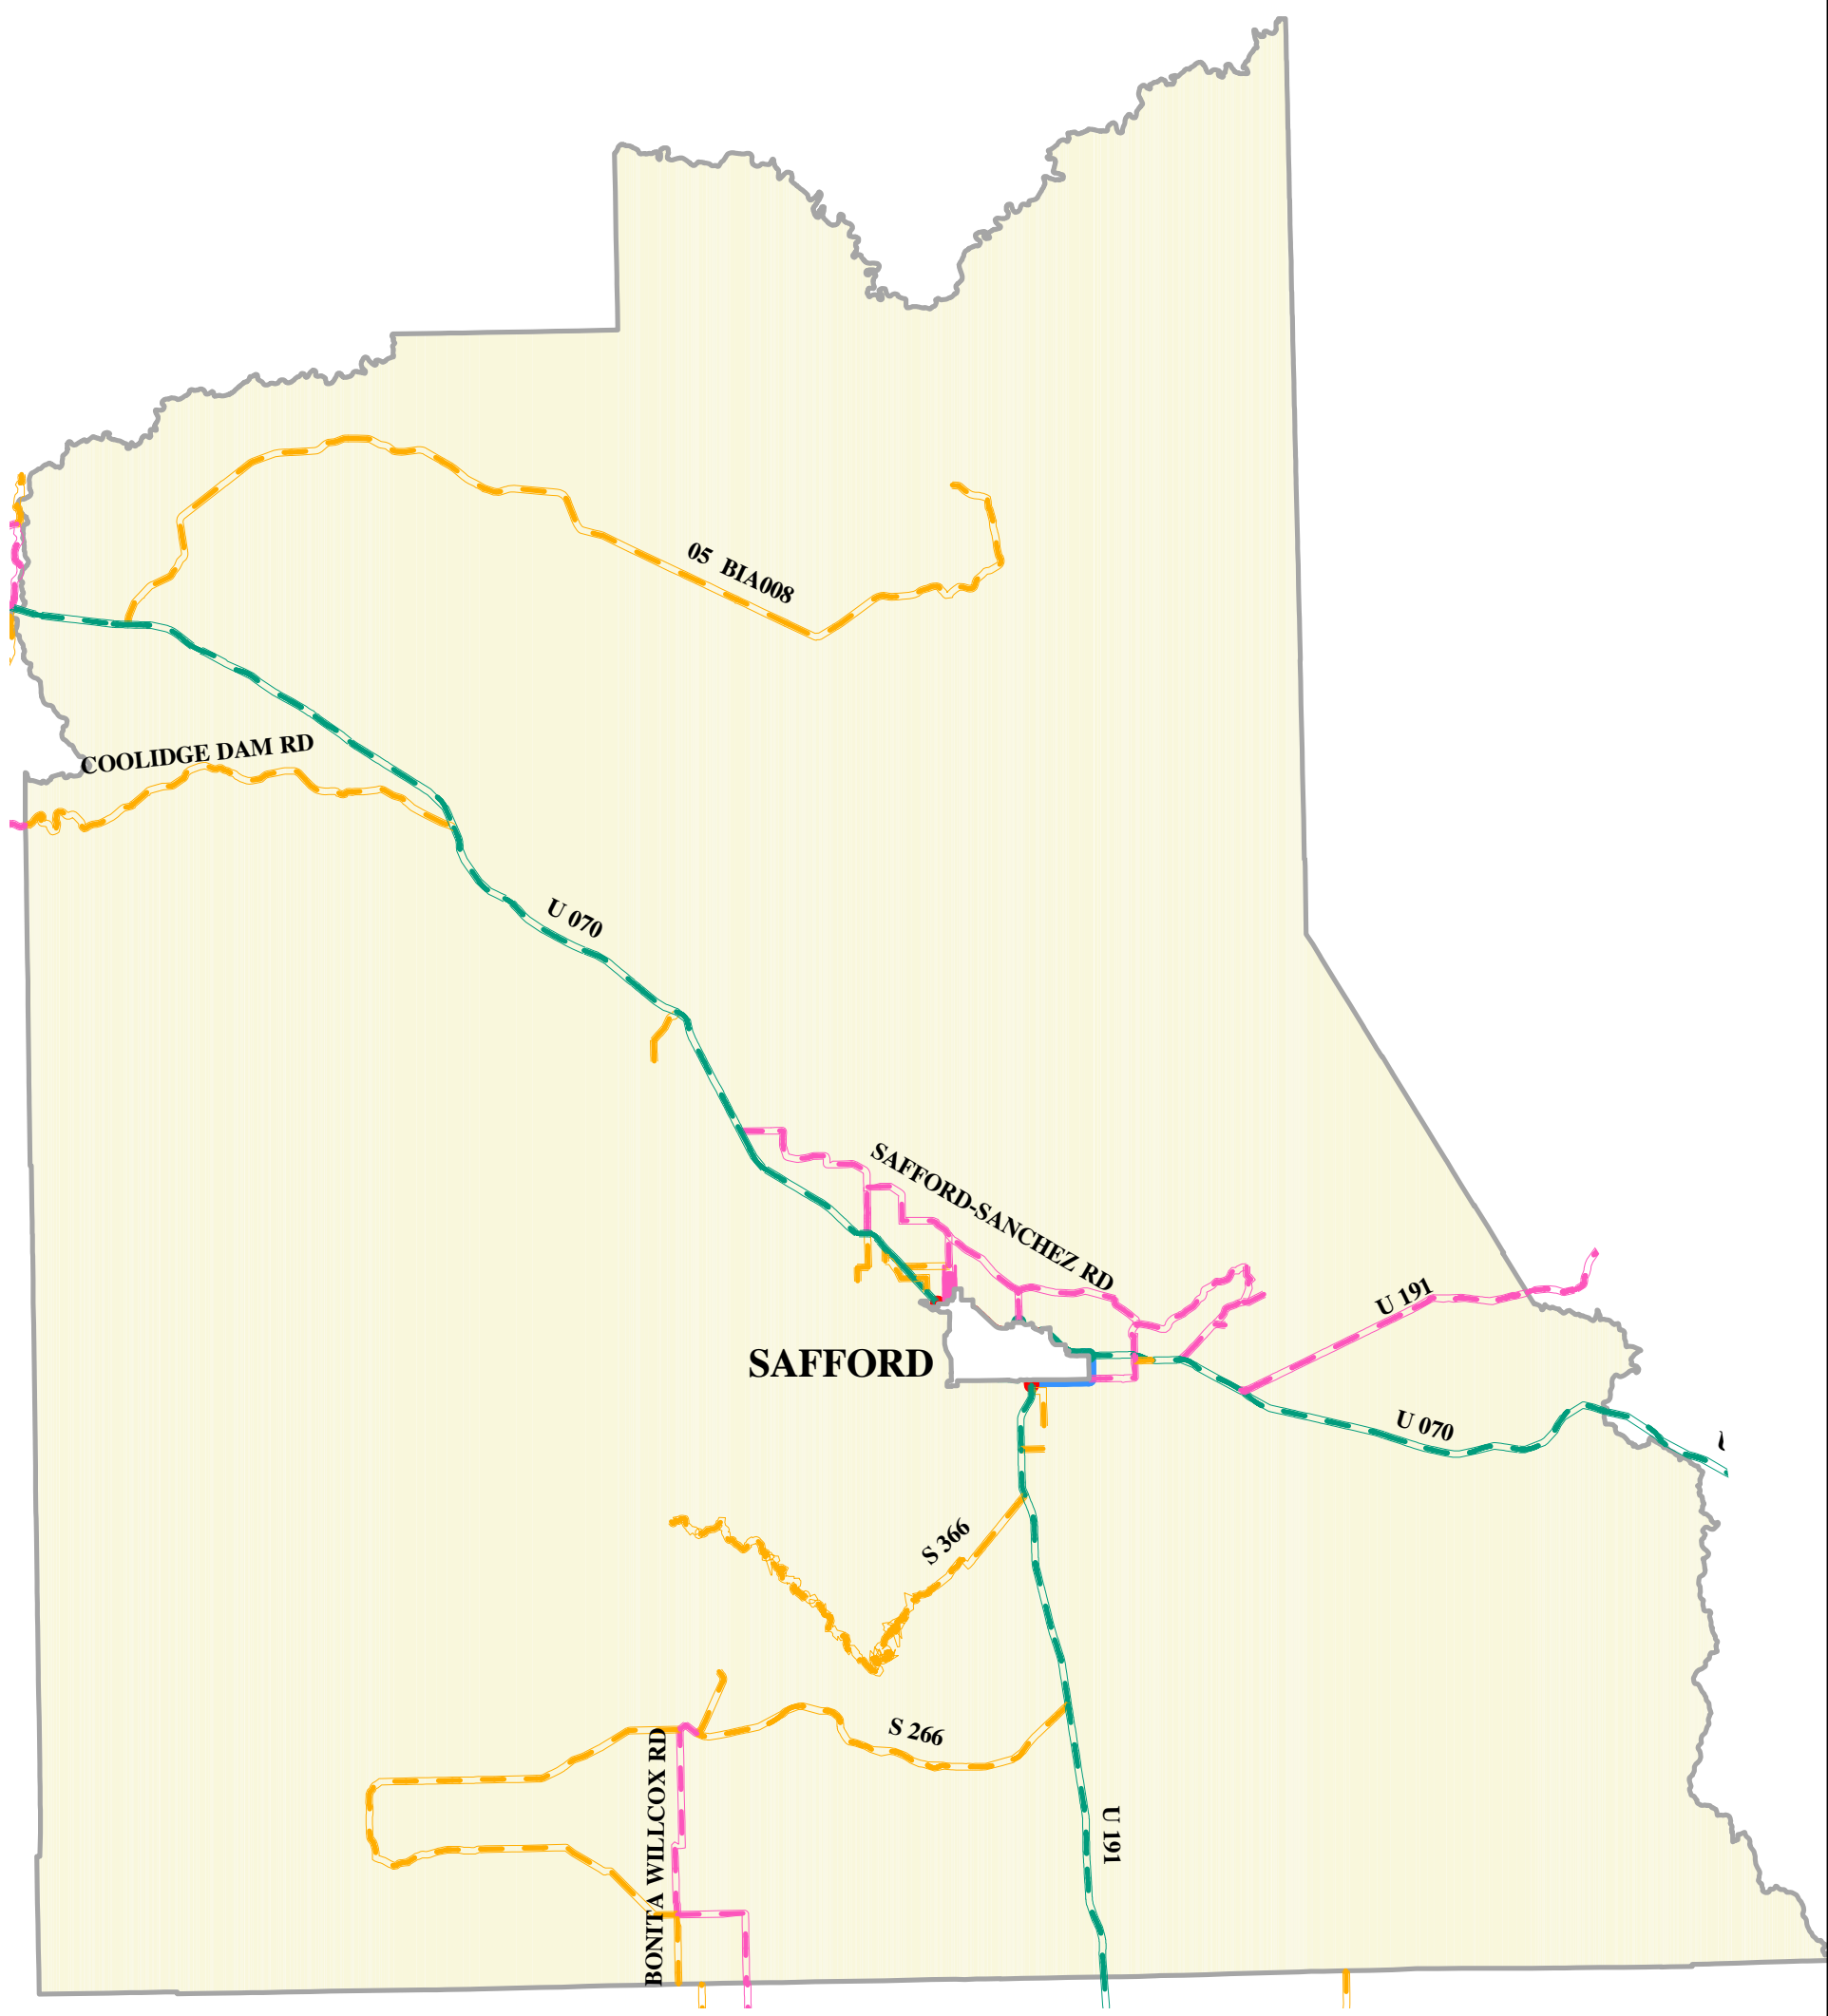 05 BIA008
COOLIDGE DAM RD
U 070
SAFFORD-SANCHEZ RD
U 191
SAFFORD
U 070
S 366
S 266
BONITA WILLCOX RD
U 191